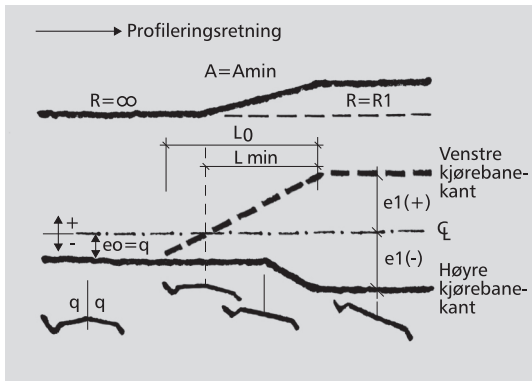 Profileringsretning
A=Amin
R=∞
R=R1
L0
L min
Venstre
kjørebane-
kant
e1(+)
+
-
eo=q
℄
e1(-)
Høyre
kjørebane-
kant
q q